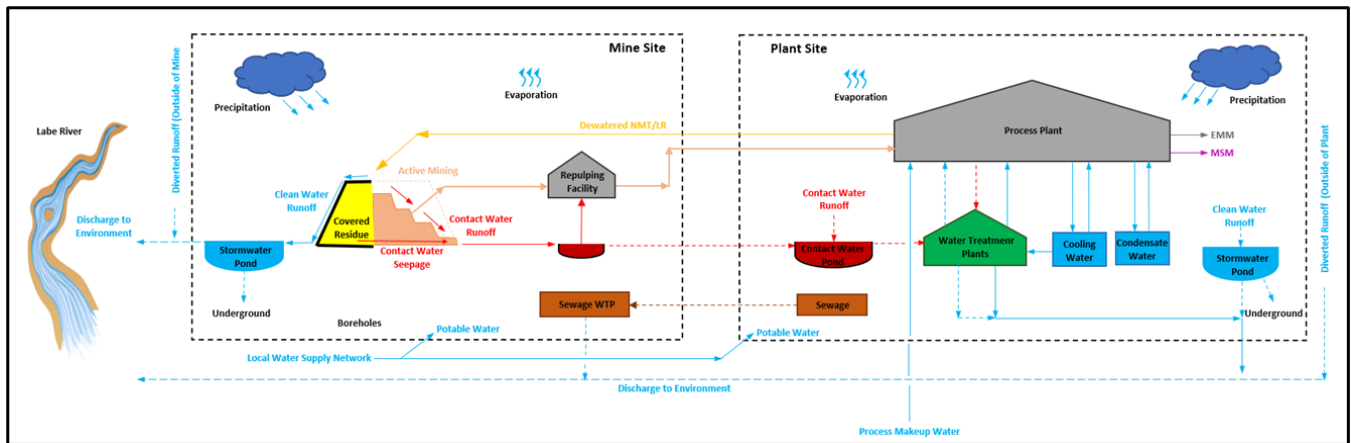 Mine Site
Plant Site
Precipitation
Evaporation
Evaporation
Precipitation
Labe River
Diverted Runoff (Outside of Mine)
Dewatered NMT/LR
Process Plant
EMM
MSM
Active Mining
Repulping
Facility
Clean Water
Runoff
Covered
Residue
Contact Water
Runoff
Contact Water
Seepage
Contact Water
Runoff
Clean Water
Runoff
Diverted Runoff (Outside of Plant)
Discharge to
Environment
Stormwater
Pond
Contact Water
Pond
Water Treatmenr
Plants
Cooling
Water
Condensate
Water
Stormwater
Pond
Underground
Sewage WTP
Sewage
Underground
Boreholes
Potable Water
Potable Water
Local Water Supply Network
Discharge to Environment
Process Makeup Water